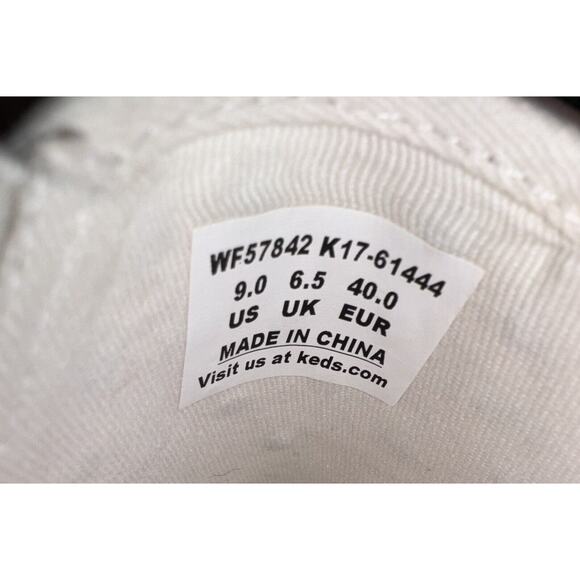 WF57842 K17-61444
9.0 6.5 40.0
US UK EUR
MADE IN CHINA
Visit us at keds.com